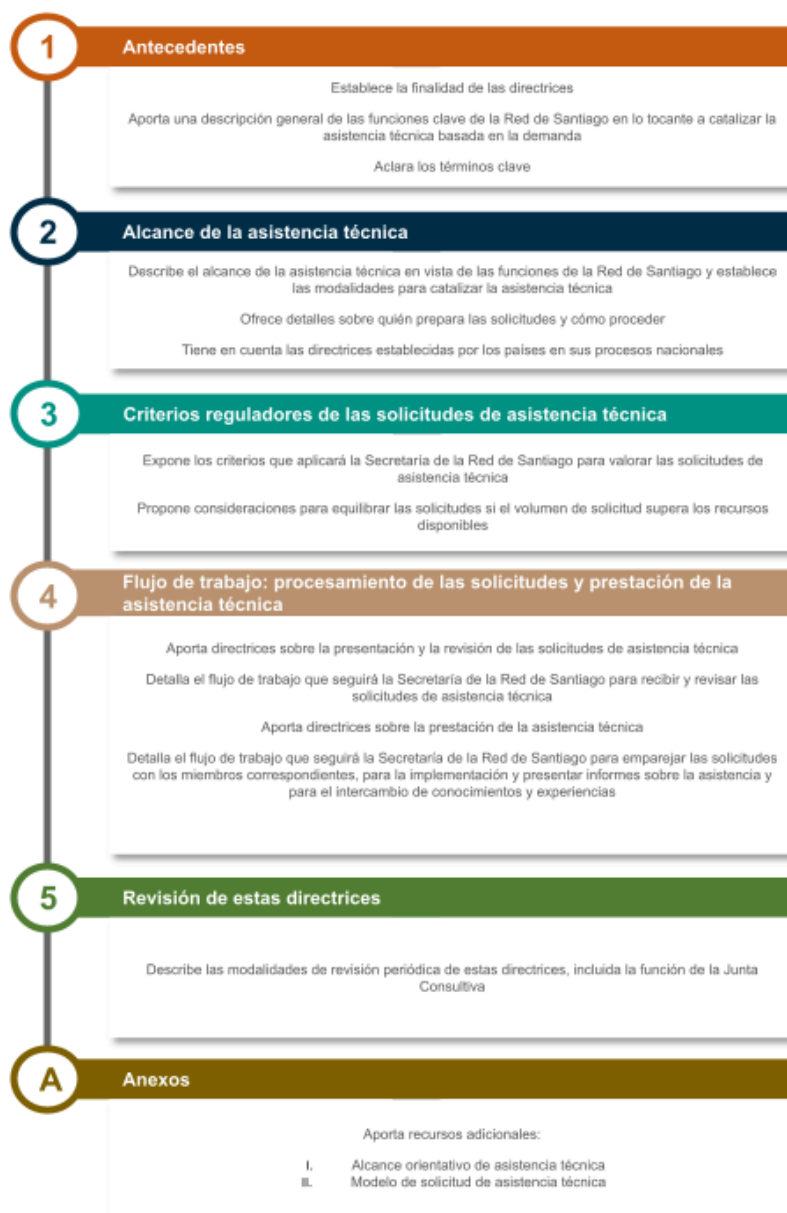 1
Antecedentes
Establece la finalidad de las directrices
Aporta una descripción general de las funciones clave de la Red de Santiago en lo tocante a catalizar la
asistencia técnica basada en la demanda
Aclara los términos clave
2
Alcance de la asistencia técnica
Describe el alcance de la asistencia técnica en vista de las funciones de la Red de Santiago y establece
las modalidades para catalizar la asistencia técnica
Ofrece detalles sobre quién prepara las solicitudes y cómo proceder
Tiene en cuenta las directrices establecidas por los países en sus procesos nacionales
3
Criterios reguladores de las solicitudes de asistencia técnica
Expone los criterios que aplicará la Secretaría de la Red de Santiago para valorar las solicitudes de
asistencia técnica
Propone consideraciones para equilibrar las solicitudes si el volumen de solicitud supera los recursos
disponibles
4
Flujo de trabajo: procesamiento de las solicitudes y prestación de la
asistencia técnica
Aporta directrices sobre la presentación y la revisión de las solicitudes de asistencia técnica
Detalla el flujo de trabajo que seguirá la Secretaría de la Red de Santiago para recibir y revisar las
solicitudes de asistencia técnica
Aporta directrices sobre la prestación de la asistencia técnica
Detalla el flujo de trabajo que seguirá la Secretaría de la Red de Santiago para emparejar las solicitudes
con los miembros correspondientes, para la implementación y presentar informes sobre la asistencia y
para el intercambio de conocimientos y experiencias
5
Revisión de estas directrices
Describe las modalidades de revisión periódica de estas directrices, incluida la función de la Junta
Consultiva
A
Anexos
Aporta recursos adicionales:
I. Alcance orientativo de asistencia técnica
II. Modelo de solicitud de asistencia técnica